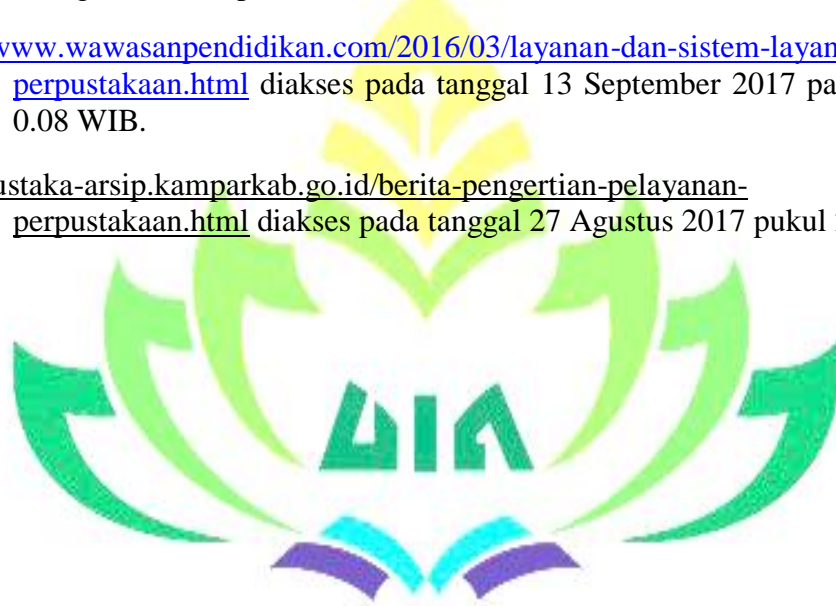 www.wawasanpendidikan.com/2016/03/layanan-dan-sistem-layan
perpustakaan.html diakses pada tanggal 13 September 2017 pa
0.08 WIB.
ustaka-arsip.kamparkab.go.id/berita-pengertian-pelayanan-
perpustakaan.html diakses pada tanggal 27 Agustus 2017 pukul
UIN